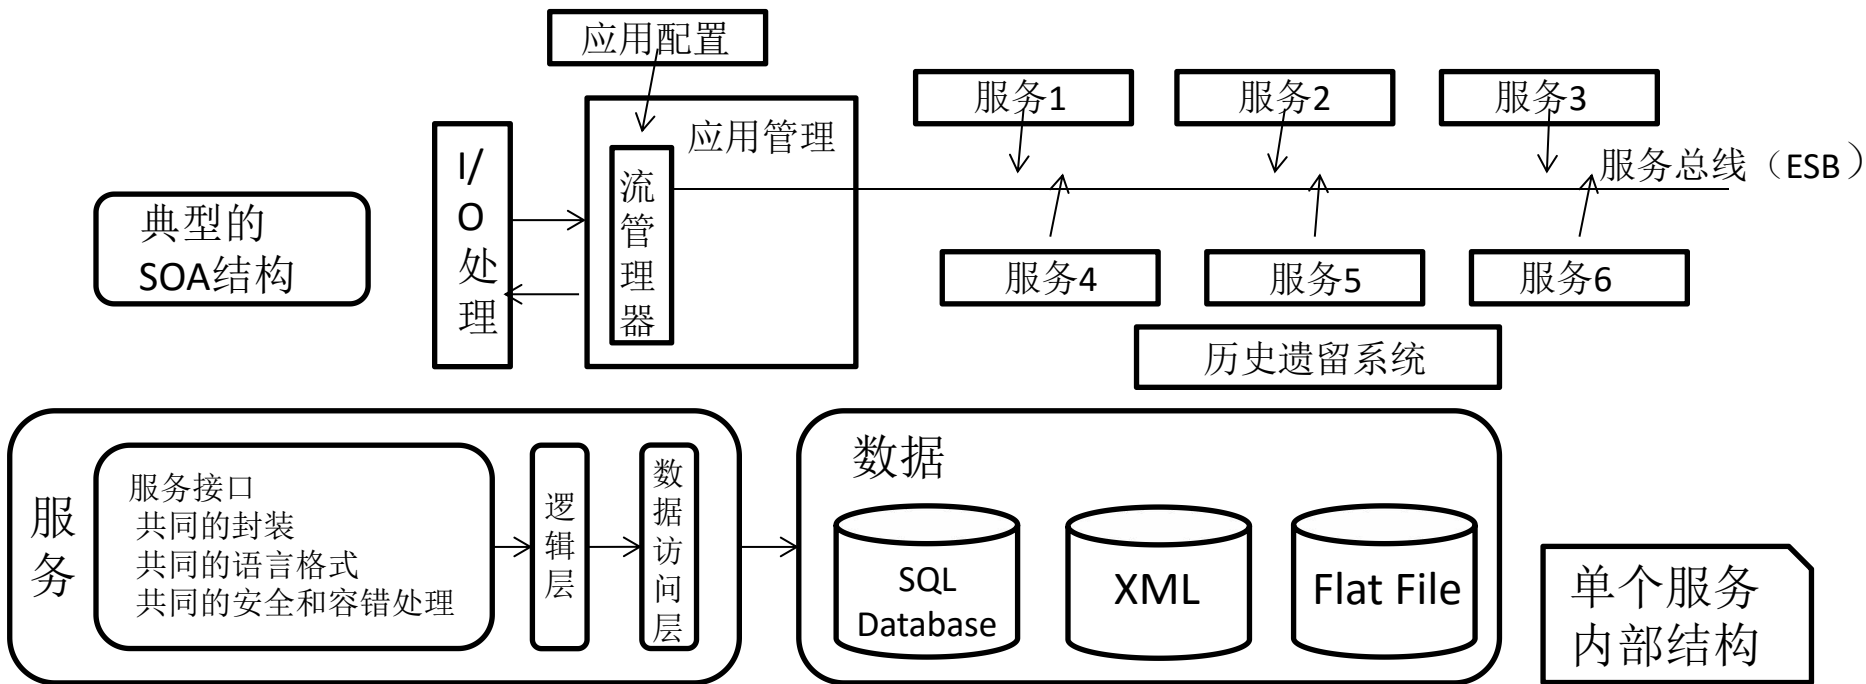 应用配置
服务1
服务2
服务3
应用管理
I/
O
处
理
流
管
理
器
服务总线（ESB）
典型的
SOA结构
服务4
服务5
服务6
历史遗留系统
服
务
服务接口
共同的封装
共同的语言格式
共同的安全和容错处理
逻
辑
层
数
据
访
问
层
数据
SQL
Database
XML
Flat File
单个服务
内部结构